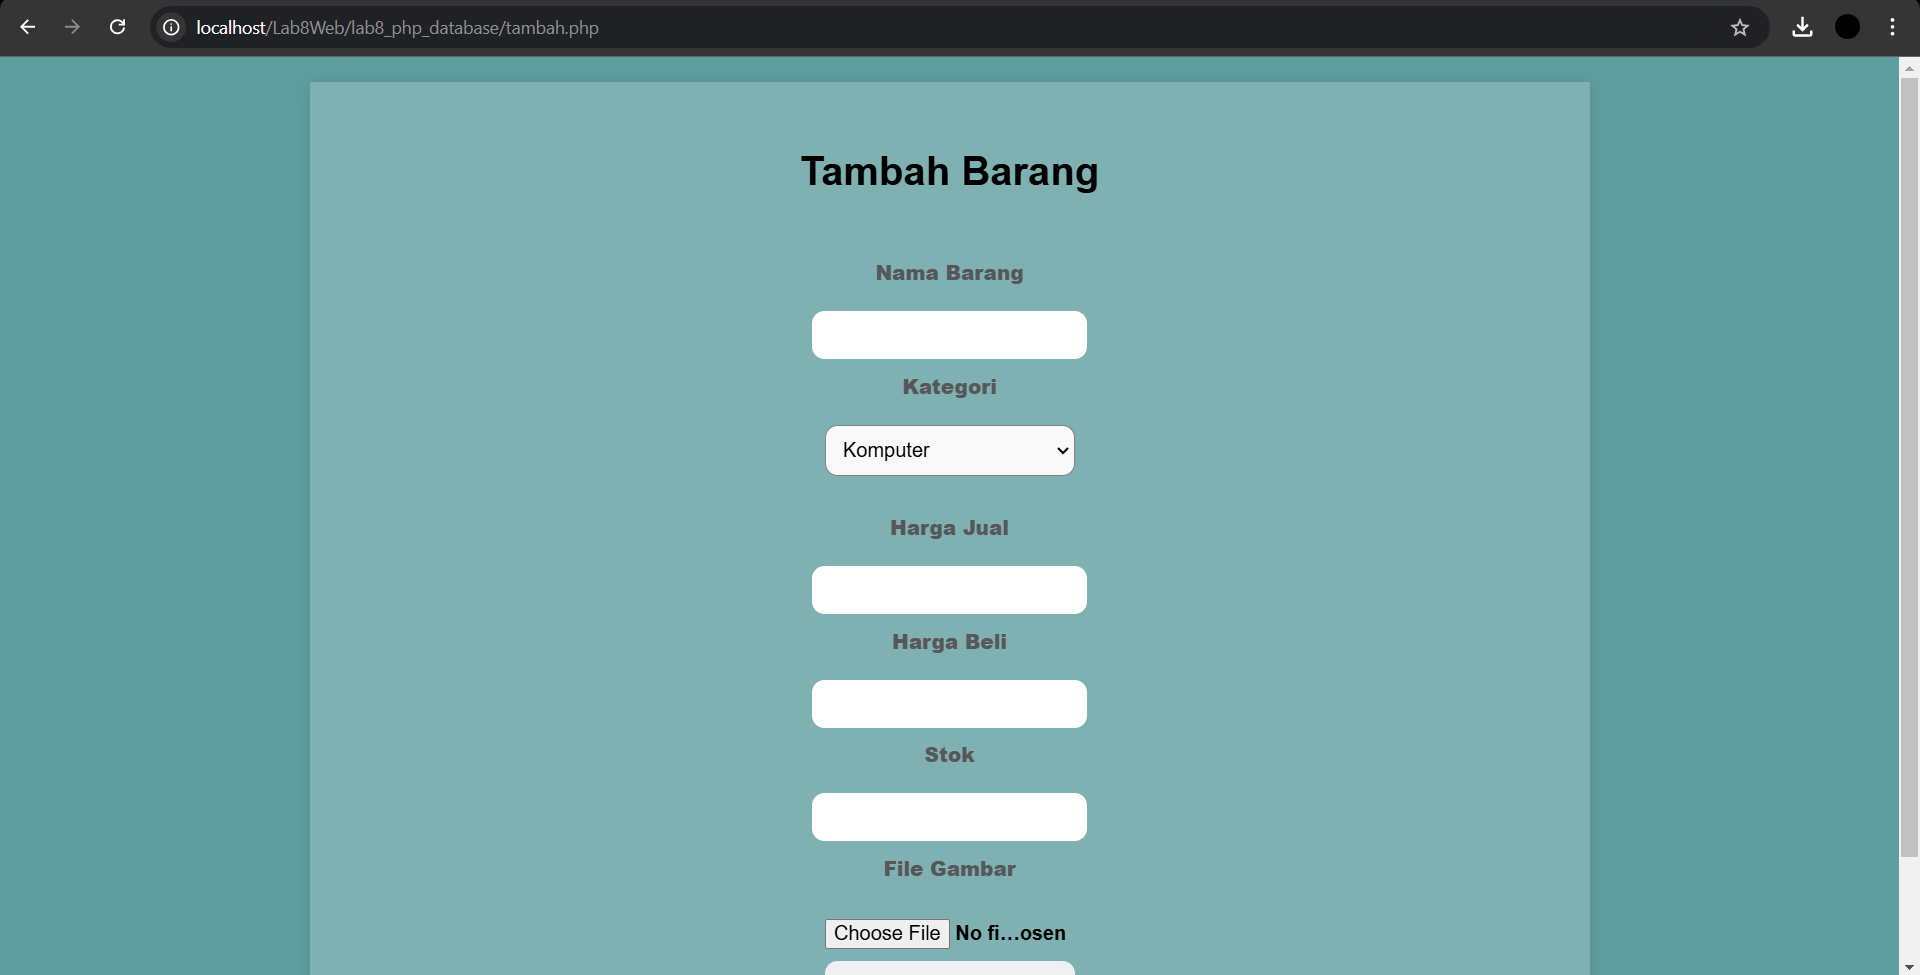 localhost/Lab8Web/lab8_php_database/tambah.php
Tambah Barang
Nama Barang
Kategori
Komputer
Harga Jual
Harga Beli
Stok
File Gambar
Choose File No fi...osen